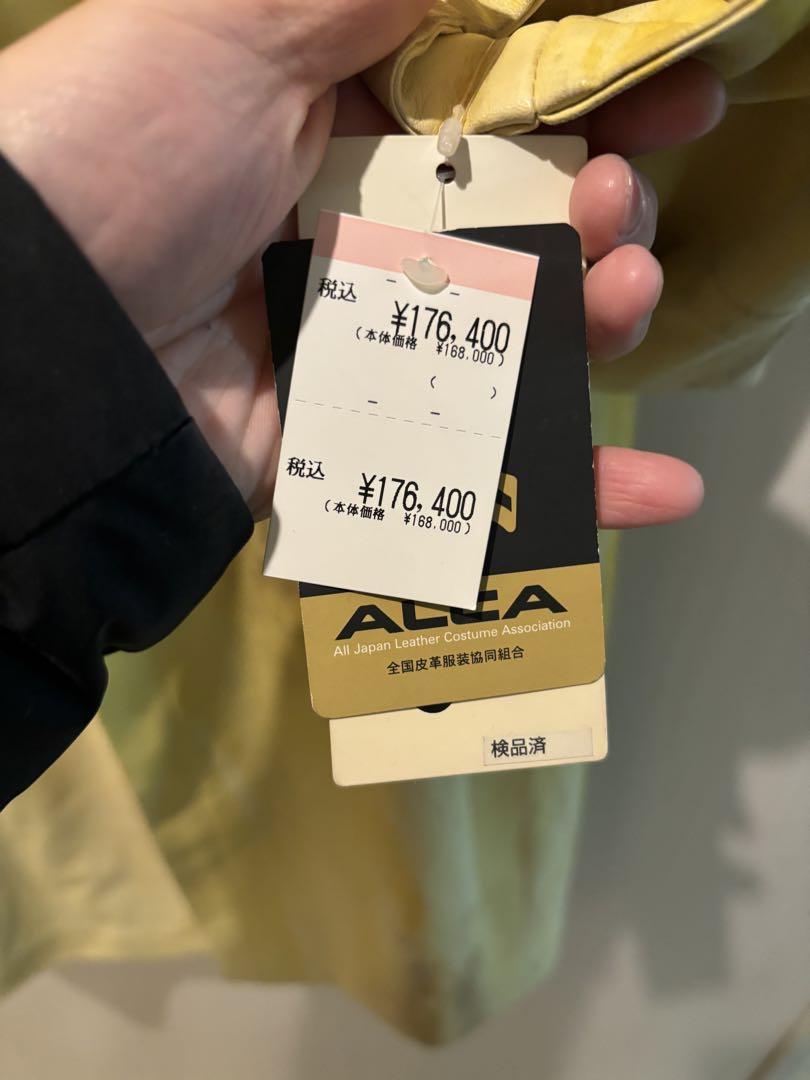 税込
¥176,400
(本体価格 ¥168,000)
( )
税込
¥176,400
(本体価格 ¥168,000)
ALCA
All Japan Leather Costume Association
全国皮革服装協同組合
検品済